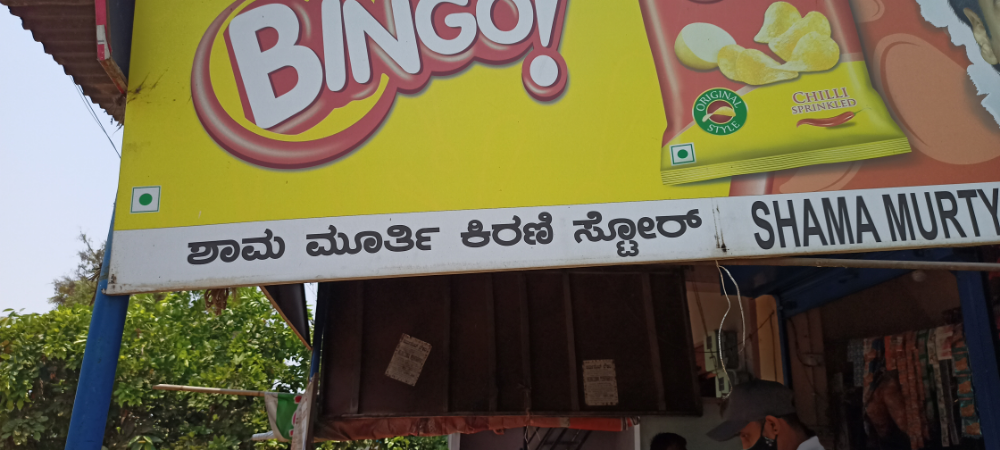 BINGO!
ORIGINAL
STYLE
CHILLI
SPRINKLED
ಶಾಮ ಮೂರ್ತಿ ಕಿರಣಿ ಸ್ಟೋರ್ SHAMA MURTY